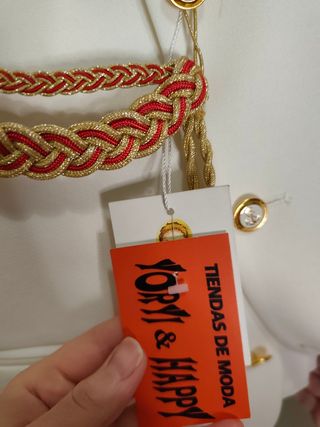 TIENDAS DE MODA
YORYI & HAPPY